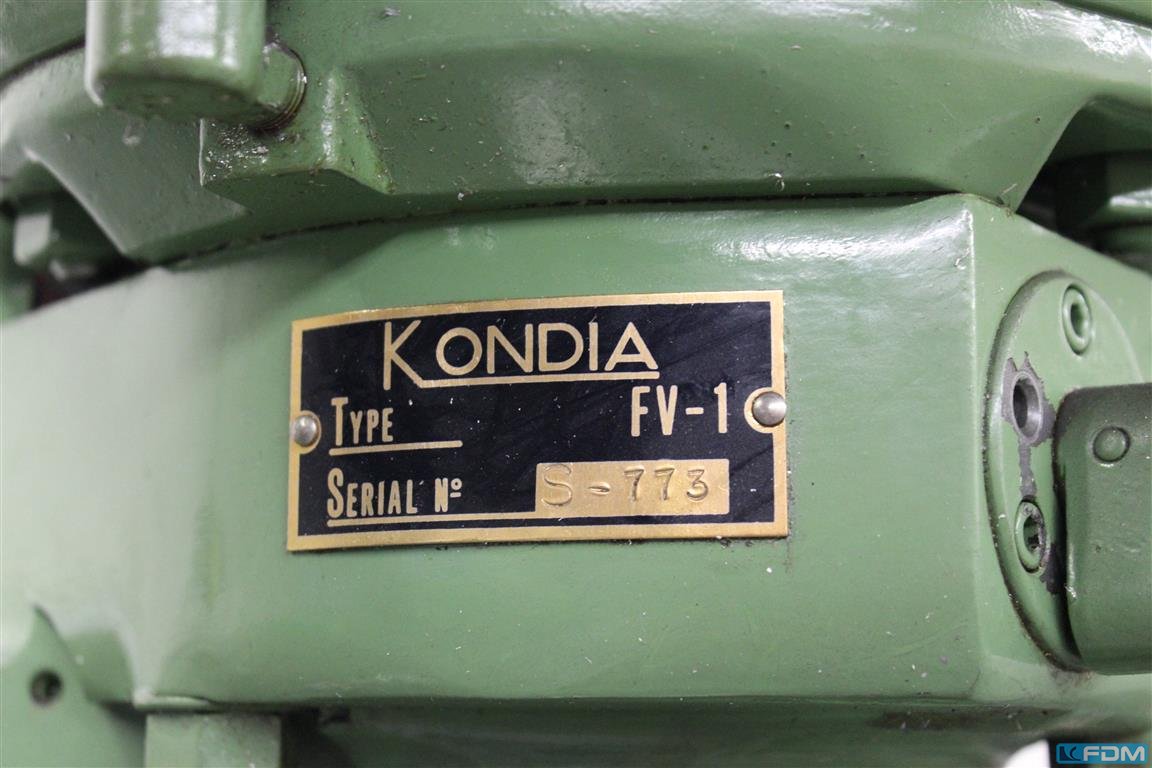 KONDIA
TYPE FV-1
SERIAL Nº S-773
FDM